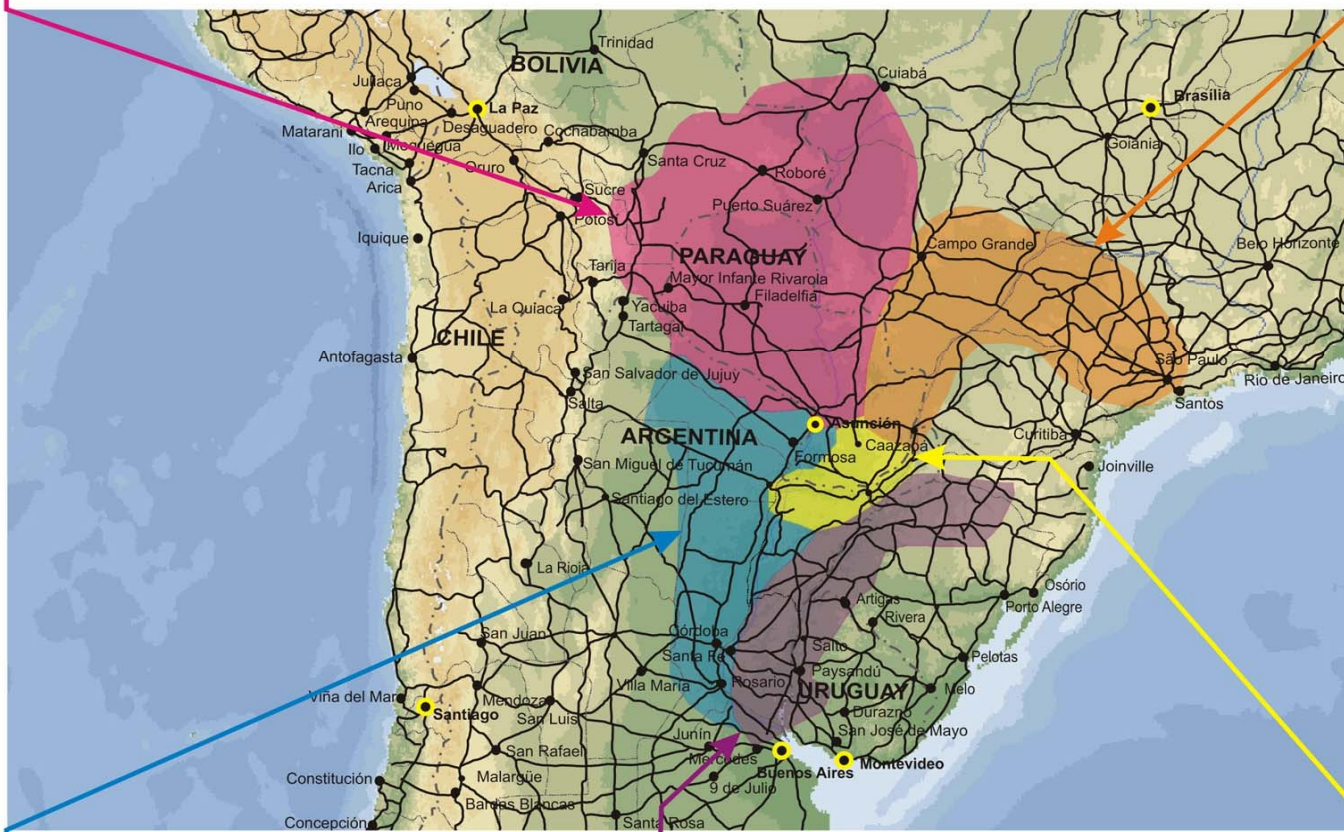 Trinidad
BOLIVIA
Cuiabá
Juliaca
Puno
La Paz
Brasília
Arequipa
Desaguadero
Matarani
Moquegua
Cochabamba
Goiânia
Ilo
Oruro
Santa Cruz
Tacna
Roboré
Arica
Sucre
Puerto Suárez
Potosí
Iquique
Campo Grande
Belo Horizonte
PARAGUAY
Tarija
Mayor Infante Rivarola
Filadelfia
La Quiaca
Yacuiba
Tartagal
CHILE
Antofagasta
São Paulo
San Salvador de Jujuy
Rio de Janeiro
Salta
Santos
Asunción
ARGENTINA
Caazapá
Curitiba
Formosa
San Miguel de Tucumán
Joinville
Santiago del Estero
La Rioja
Osório
Artigas
Porto Alegre
Rivera
Córdoba
San Juan
Salto
Santa Fe
Pelotas
Paysandú
Villa María
Rosario
URUGUAY
Melo
Viña del Mar
Mendoza
Santiago
San Luis
Durazno
Junín
San José de Mayo
San Rafael
Mercedes
Buenos Aires
Montevideo
Constitución
Malargüe
9 de Julio
Bardas Blancas
Concepción
Santa Rosa